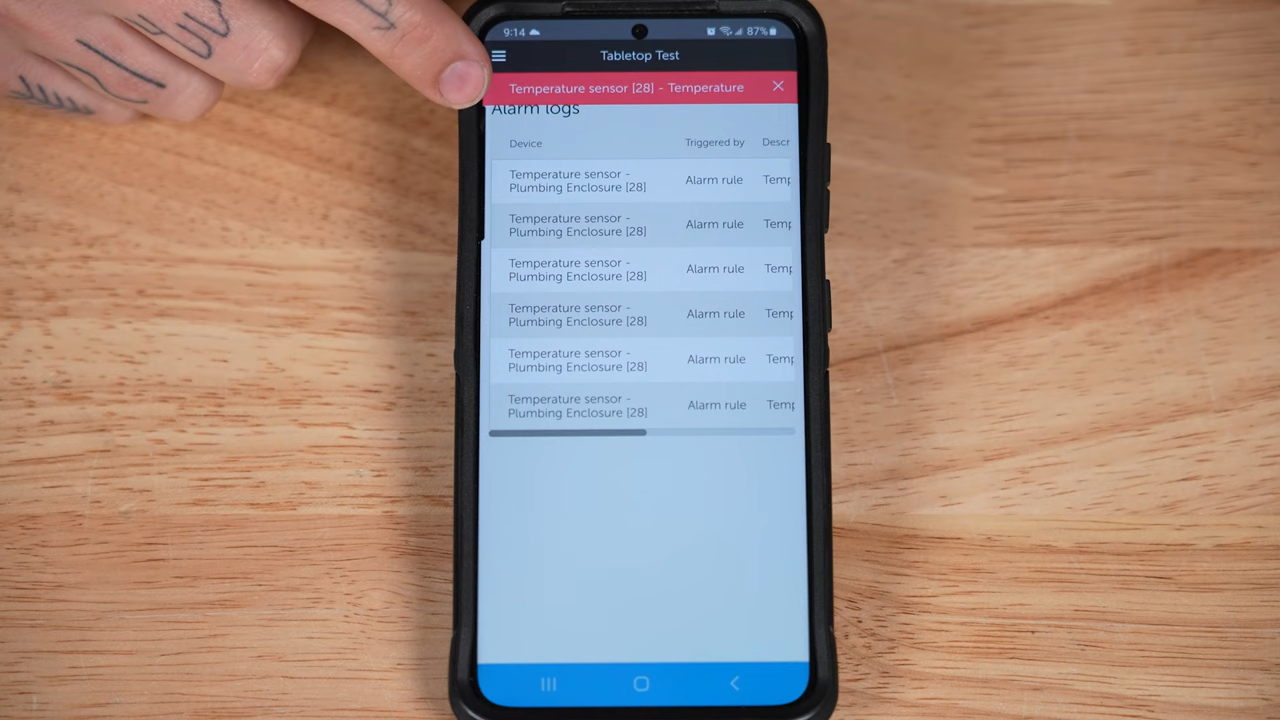 9:14
87%
Tabletop Test
Temperature sensor [28] - Temperature
Alarm logs
Device Triggered by Descr
Temperature sensor -
Plumbing Enclosure [28] Alarm rule Temp
Temperature sensor -
Plumbing Enclosure [28] Alarm rule Temp
Temperature sensor -
Plumbing Enclosure [28] Alarm rule Temp
Temperature sensor -
Plumbing Enclosure [28] Alarm rule Temp
Temperature sensor -
Plumbing Enclosure [28] Alarm rule Temp
Temperature sensor -
Plumbing Enclosure [28] Alarm rule Temp